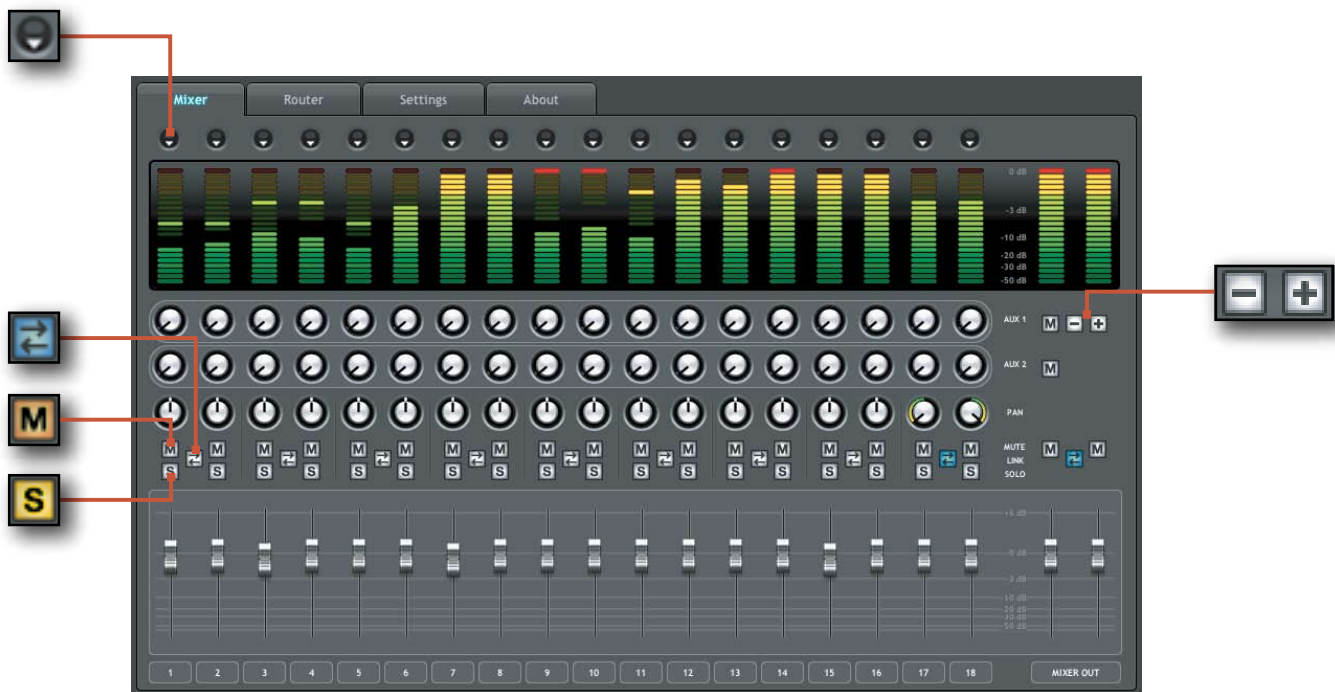 Mixer Router Settings About
0 dB
-3 dB
-10 dB
-20 dB
-30 dB
-50 dB
AUX 1 M
AUX 2 M
M
PAN
S
M M M M M M M M M M M M M M M M M M MUTE M M
LINK
S S S S S S S S S S S S S S S S S S SOLO
+6 dB
-0 dB
-3 dB
-10 dB
-20 dB
-30 dB
-50 dB
1 2 3 4 5 6 7 8 9 10 11 12 13 14 15 16 17 18 MIXER OUT